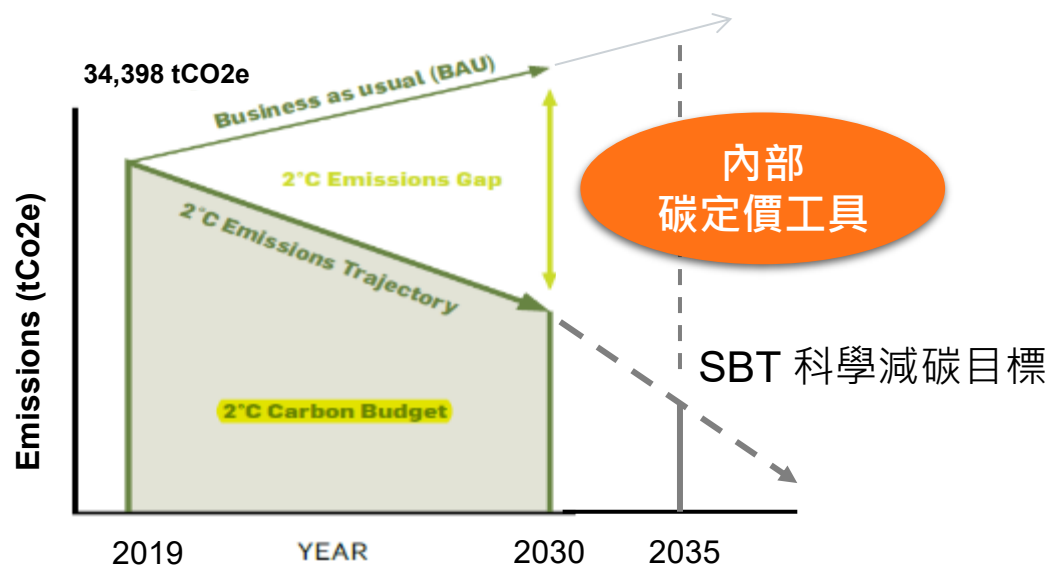 34,398 tCO2e
Business as usual (BAU)
2°C Emissions Gap
內部
碳定價工具
2°C Emissions Trajectory
Emissions (tCo2e)
SBT 科學減碳目標
2°C Carbon Budget
2019
YEAR
2030
2035